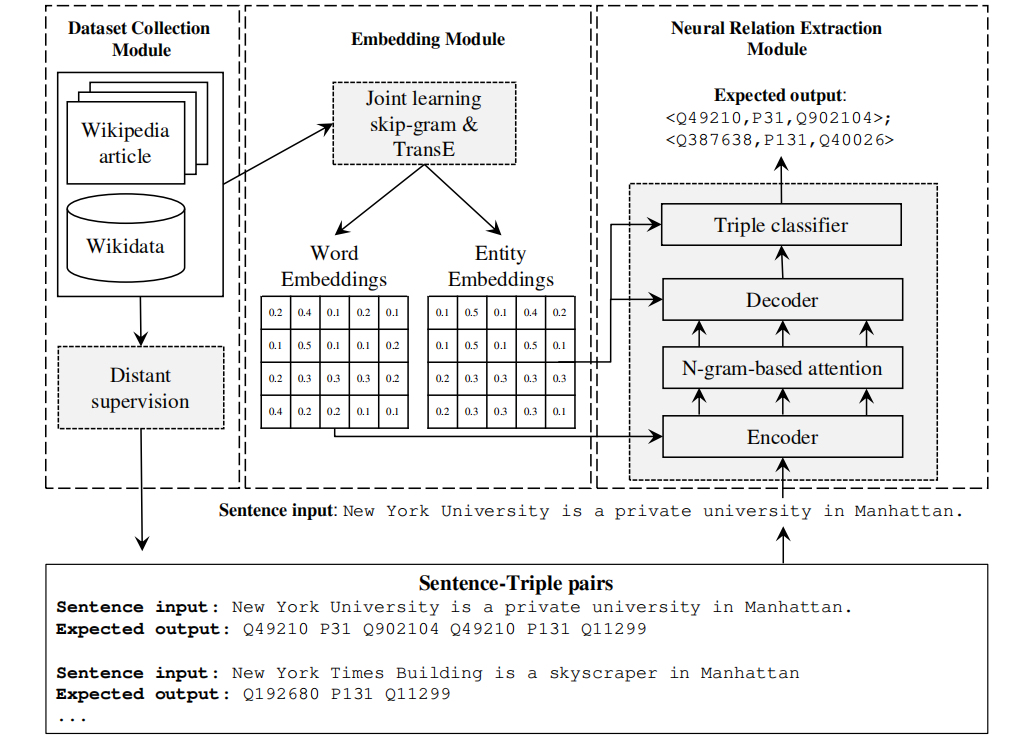 Dataset Collection
Module
Wikipedia
article
Wikidata
Distant
supervision
Embedding Module
Joint learning
skip-gram &
TransE
Word
Embeddings
0.2 0.4 0.1 0.2 0.1
0.1 0.5 0.1 0.1 0.2
0.2 0.3 0.3 0.3 0.2
0.4 0.2 0.2 0.1 0.1
Entity
Embeddings
0.1 0.5 0.1 0.4 0.2
0.1 0.5 0.1 0.5 0.1
0.2 0.3 0.3 0.3 0.3
0.2 0.3 0.3 0.3 0.1
Neural Relation Extraction
Module
Expected output:
<Q49210,P31,Q902104>;
<Q387638,P131,Q40026>
Triple classifier
Decoder
N-gram-based attention
Encoder
Sentence input: New York University is a private university in Manhattan.
Sentence-Triple pairs
Sentence input: New York University is a private university in Manhattan.
Expected output: Q49210 P31 Q902104 Q49210 P131 Q11299
Sentence input: New York Times Building is a skyscraper in Manhattan
Expected output: Q192680 P131 Q11299
...